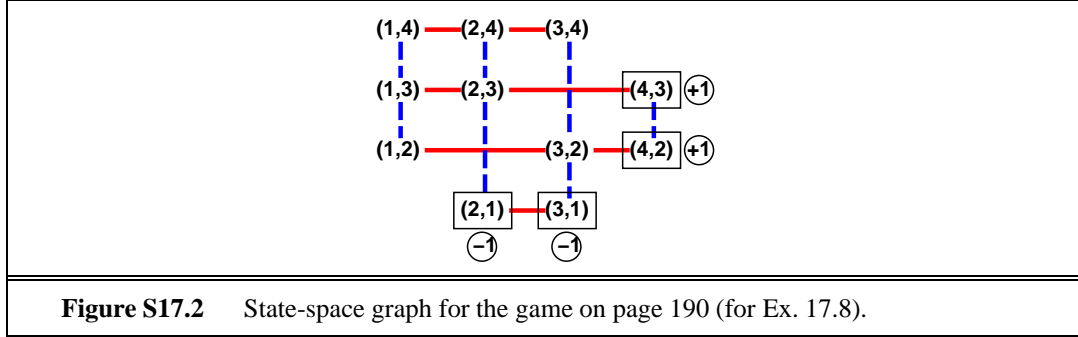 (1,4) (2,4) (3,4)
(1,3) (2,3) (4,3) +1
(1,2) (3,2) (4,2) +1
(2,1) (3,1)
−1 −1
Figure S17.2 State-space graph for the game on page 190 (for Ex. 17.8).